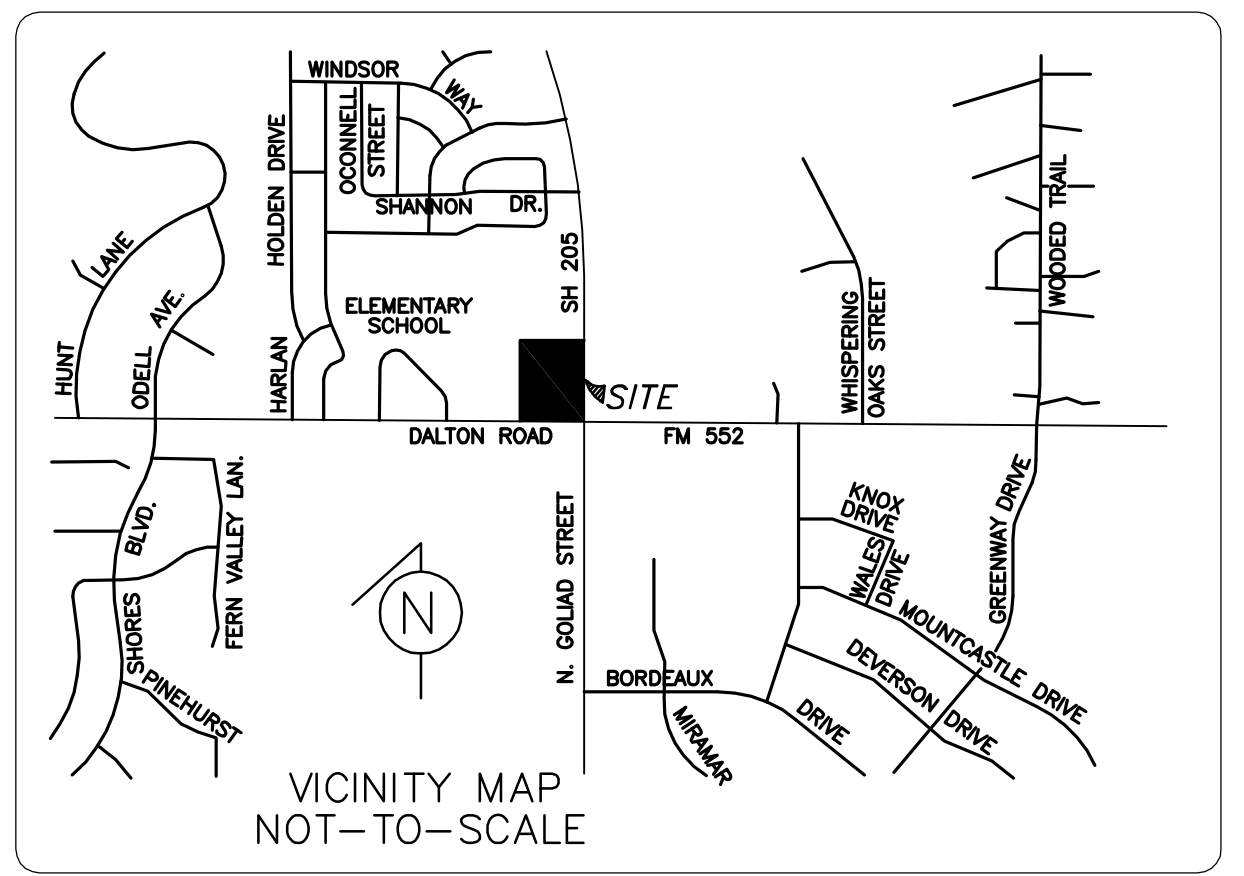 WINDSOR
WAY
OCONNELL
STREET
HOLDEN DRIVE
SHANNON DR.
SH 205
HUNT LANE
ODELL AVE.
ELEMENTARY
SCHOOL
HARLAN
SITE
WHISPERING
OAKS STREET
WOODED TRAIL
DALTON ROAD
FM 552
SHORES BLVD.
FERN VALLEY LAN.
S PINEHURST
N
N. GOLIAD STREET
KNOX
DRIVE
WALES
DRIVE
GREENWAY DRIVE
MOUNTCASTLE DRIVE
DEVERSON DRIVE
BORDEAUX DRIVE
MIRAMAR
VICINITY MAP
NOT-TO-SCALE